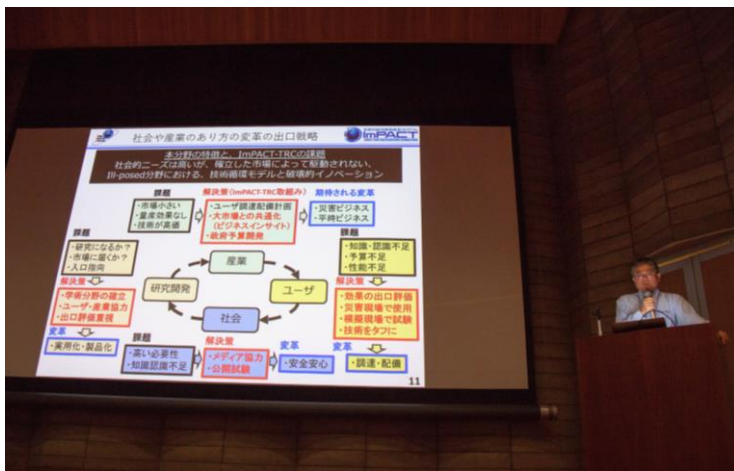 社会や産業のあり方の変革の出口戦略
ImPACT
本分野の特徴と、ImPACT-TRCの課題
社会的ニーズは高いが、確立した市場によって駆動されない、
Ill-posed分野における、技術循環モデルと破壊的イノベーション
課題
・市場小さい
・量産効果なし
・技術が高価
解決策(ImPACT-TRC取組み)
・ユーザ調達配備計画
・大市場との共通化
(ビジネスインサイト)
・政府予算開発
期待される変革
・災害ビジネス
・平時ビジネス
課題
・研究になるか?
・市場に届くか?
・入口指向
解決策
・学術分野の確立
・ユーザ・産業協力
・出口評価重視
変革
・実用化・製品化
産業
研究開発
ユーザ
社会
課題
・知識・認識不足
・予算不足
・性能不足
解決策
・効果の出口評価
・災害現場で使用
・模擬現場で試験
・技術をタフに
変革
・調達・配備
課題
・高い必要性
・知識認識不足
解決策
・メディア協力
・公開試験
変革
・安全安心
11